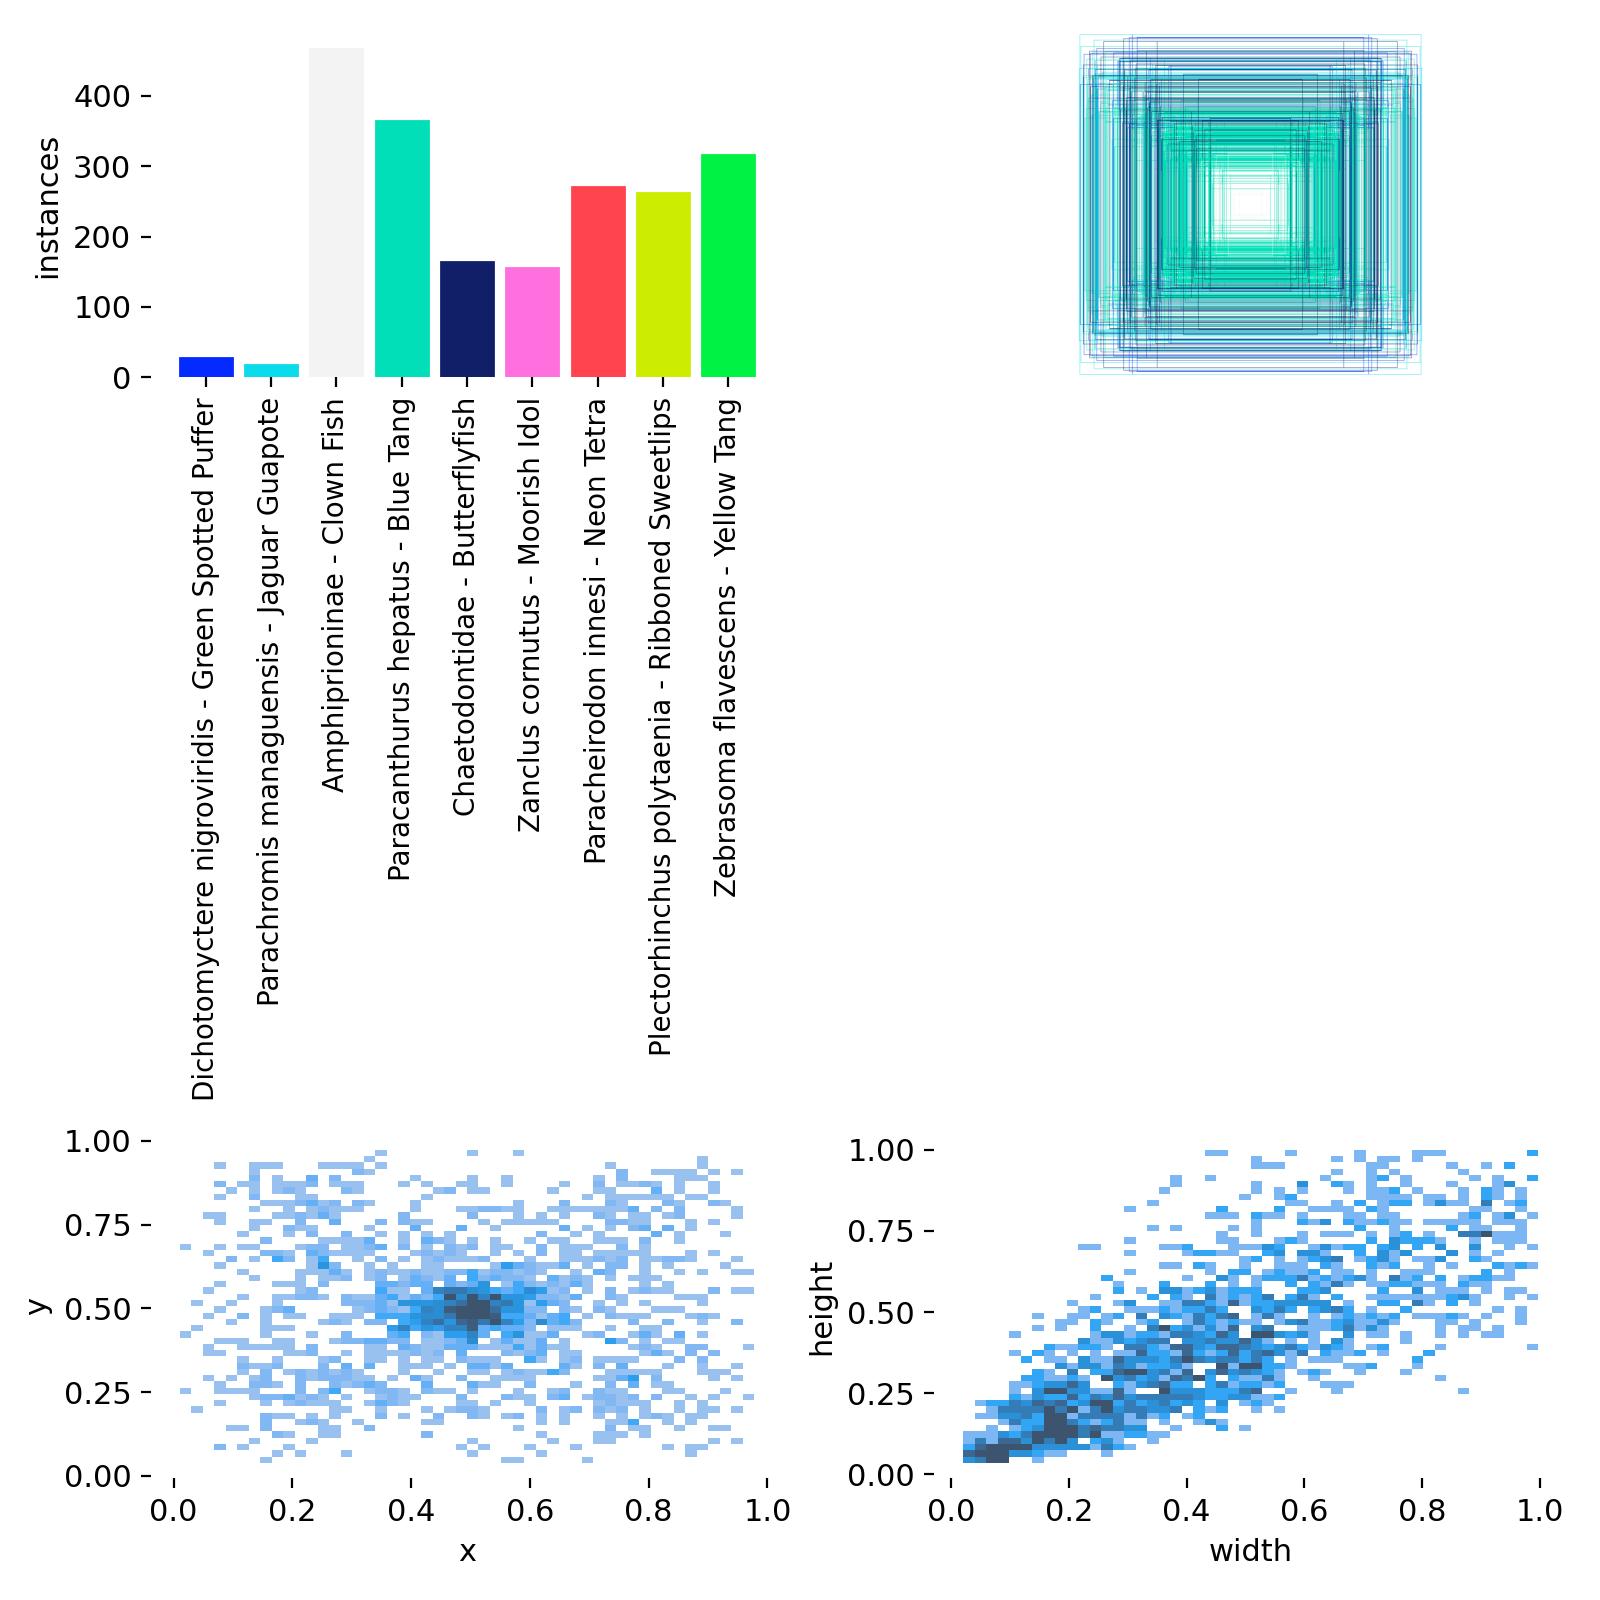 instances
400
300
200
100
0
Dichotomyctere nigroviridis - Green Spotted Puffer
Parachromis managuensis - Jaguar Guapote
Amphiprioninae - Clown Fish
Paracanthurus hepatus - Blue Tang
Chaetodontidae - Butterflyfish
Zanclus cornutus - Moorish Idol
Paracheirodon innesi - Neon Tetra
Plectorhinchus polytaenia - Ribboned Sweetlips
Zebrasoma flavescens - Yellow Tang
y
1.00
0.75
0.50
0.25
0.00
0.0 0.2 0.4 0.6 0.8 1.0
x
height
1.00
0.75
0.50
0.25
0.00
0.0 0.2 0.4 0.6 0.8 1.0
width